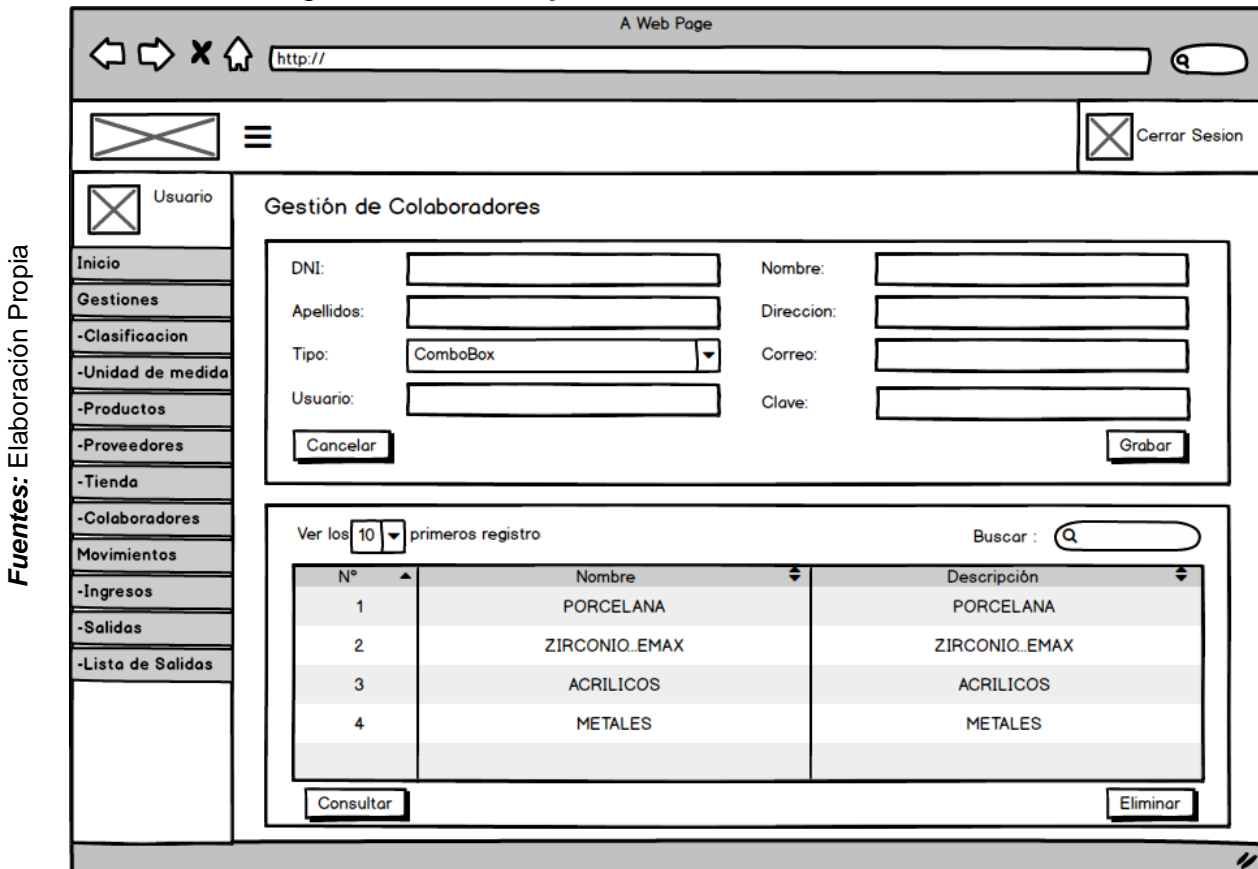 A Web Page
http://
Cerrar Sesion
Usuario
Inicio
Gestiones
-Clasificacion
-Unidad de medida
-Productos
-Proveedores
-Tienda
-Colaboradores
Movimientos
-Ingresos
-Salidas
-Lista de Salidas
Gestión de Colaboradores
DNI: Nombre:
Apellidos: Direccion:
Tipo: ComboBox Correo:
Usuario: Clave:
Cancelar Grabar
Ver los 10 primeros registro Buscar :
N° Nombre Descripción
1 PORCELANA PORCELANA
2 ZIRCONIO...EMAX ZIRCONIO...EMAX
3 ACRILICOS ACRILICOS
4 METALES METALES
Consultar Eliminar
Fuentes: Elaboración Propia